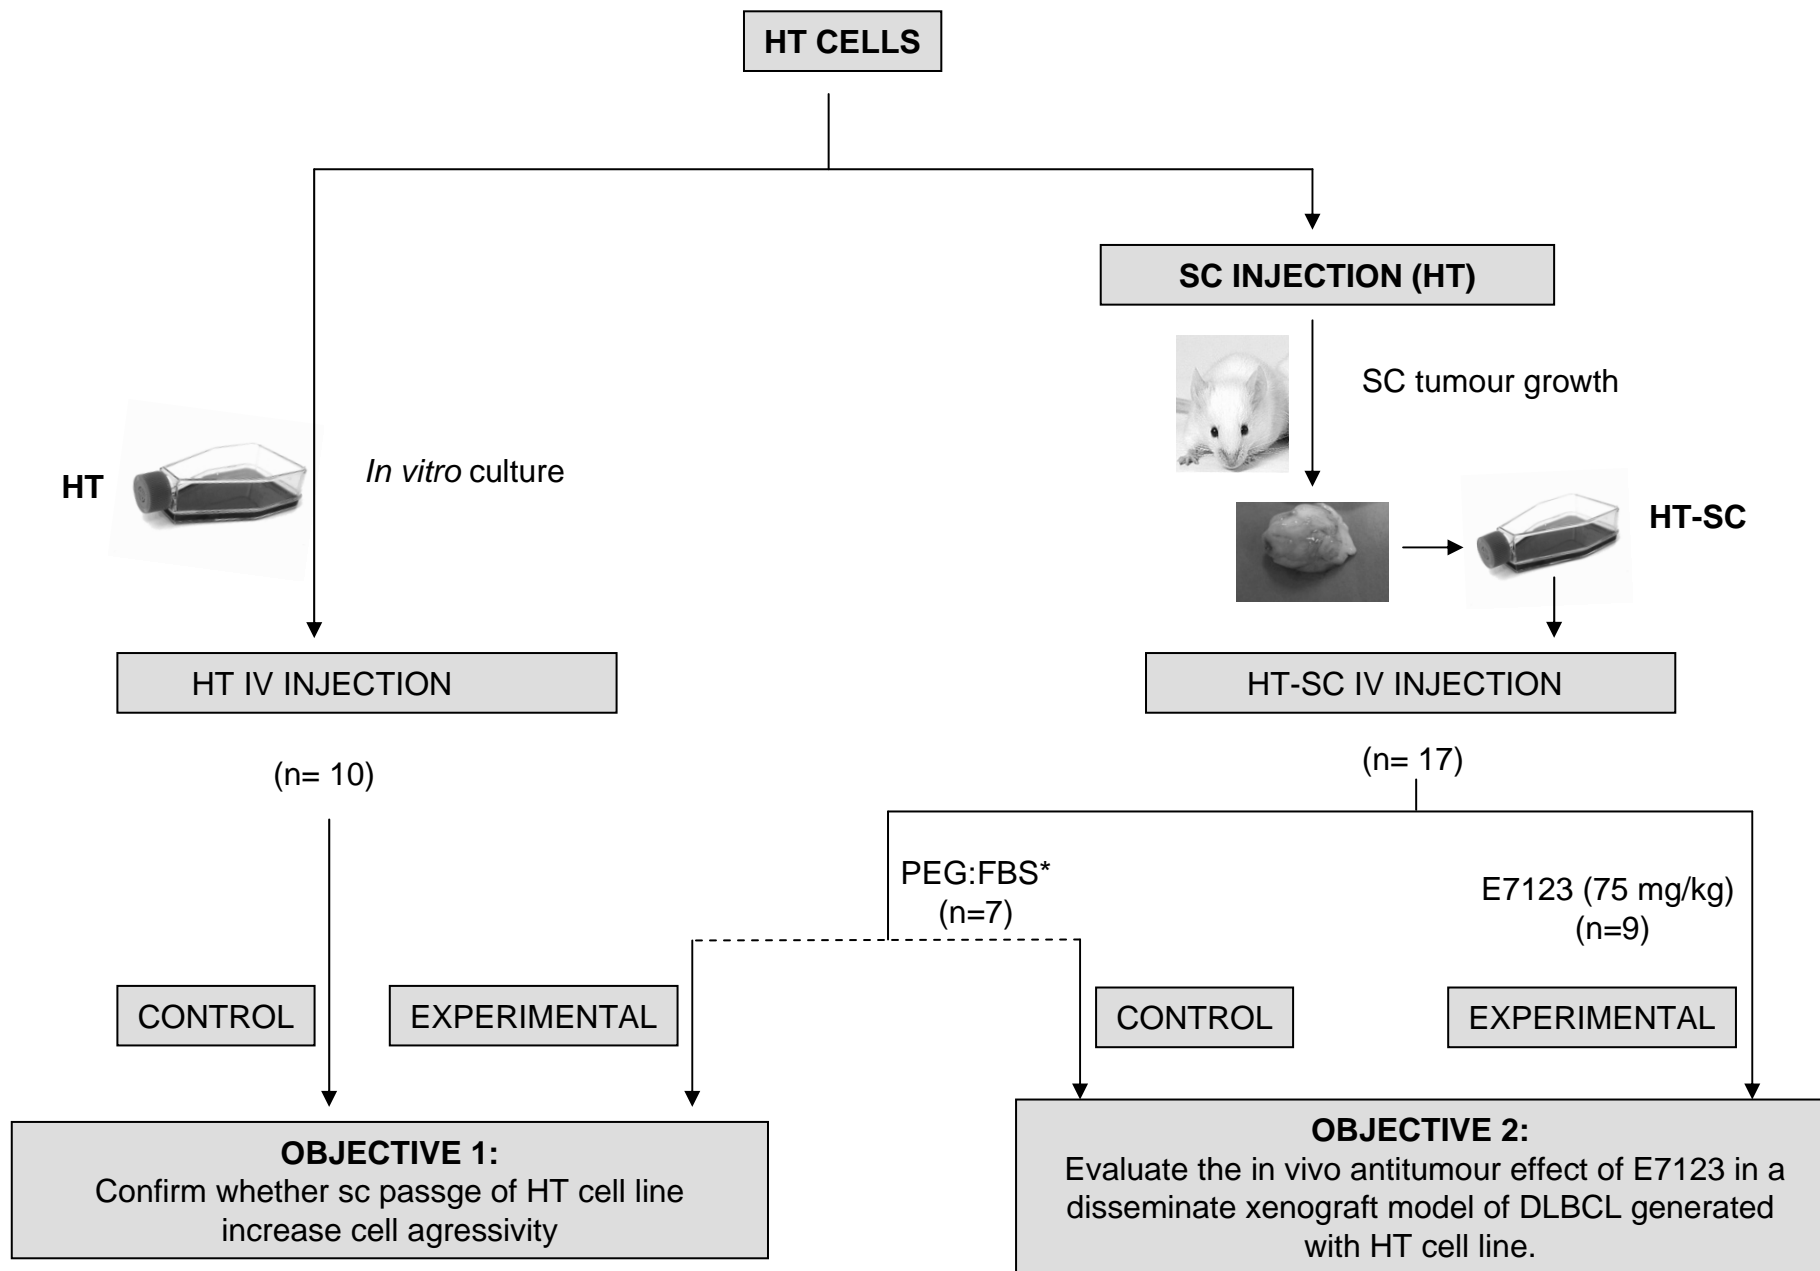 HT CELLS
SC INJECTION (HT)
SC tumour growth
HT
In vitro culture
HT-SC
HT IV INJECTION
HT-SC IV INJECTION
(n= 10)
(n= 17)
PEG:FBS*
(n=7)
E7123 (75 mg/kg)
(n=9)
CONTROL
EXPERIMENTAL
CONTROL
EXPERIMENTAL
OBJECTIVE 1:
Confirm whether sc passge of HT cell line
increase cell agressivity
OBJECTIVE 2:
Evaluate the in vivo antitumour effect of E7123 in a
disseminate xenograft model of DLBCL generated
with HT cell line.